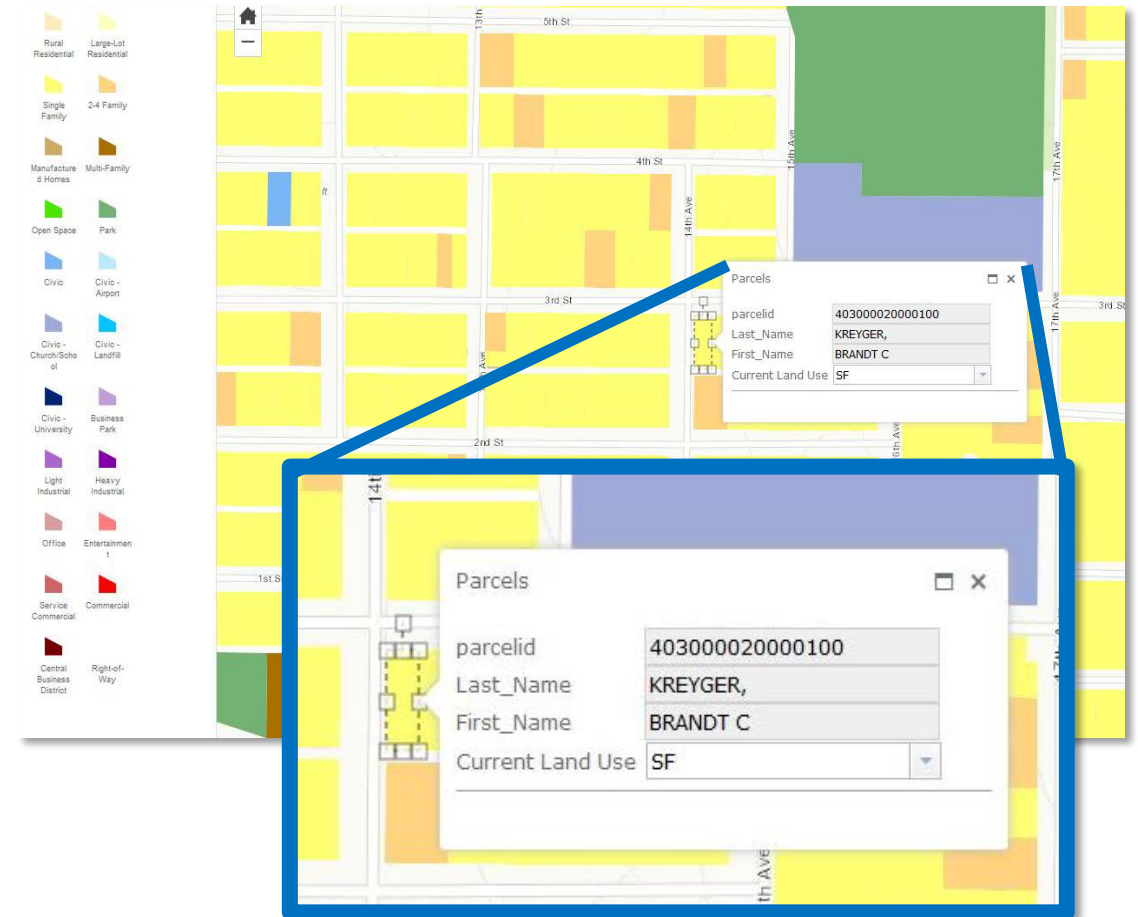 Rural
Residential
Large-Lot
Residential
Single
Family
2-4 Family
Manufacture
d Homes
Multi-Family
Open Space
Park
Civic
Civic -
Airport
Civic -
Church/Scho
ol
Civic -
Landfill
Civic -
University
Business
Park
Light
Industrial
Heavy
Industrial
Office
Entertainmen
t
Service
Commercial
Commercial
Central
Business
District
Right-of-
Way
13th
5th St
15th Ave
17th Ave
4th St
14th Ave
3rd St
17th Ave
3rd St
2nd St
1st S
Parcels
parcelid 403000020000100
Last_Name KREYGER,
First_Name BRANDT C
Current Land Use SF
14t
Parcels
parcelid 403000020000100
Last_Name KREYGER,
First_Name BRANDT C
Current Land Use SF
th Ave